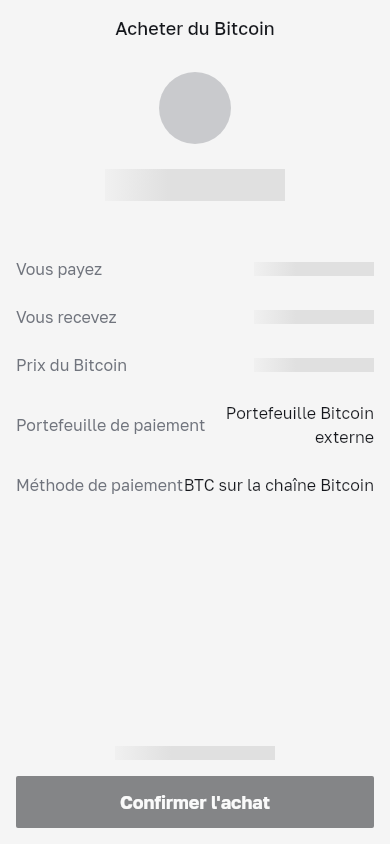 Acheter du Bitcoin
Vous payez
Vous recevez
Prix du Bitcoin
Portefeuille de paiement
Portefeuille Bitcoin
externe
Méthode de paiement BTC sur la chaîne Bitcoin
Confirmer l'achat